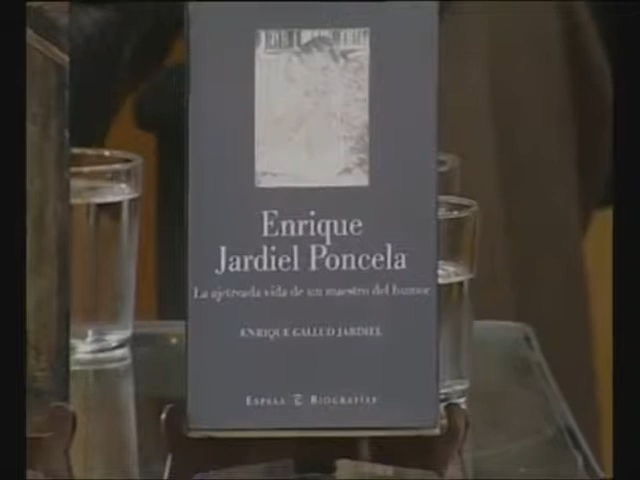 Enrique
Jardiel Poncela
La ajetreada vida de un maestro del humor
ENRIQUE GALLUD JARDIEL
ESPASA BIOGRAFÍAS